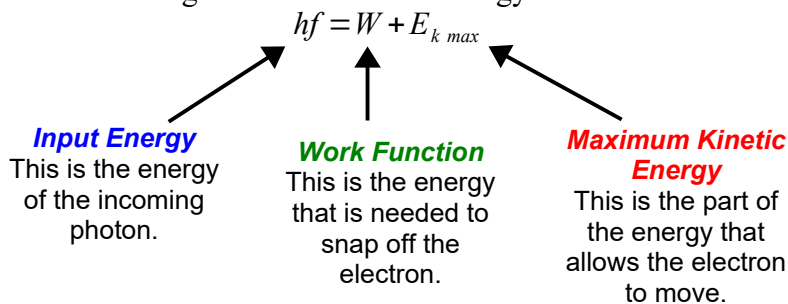 hf = W + E k max
Input Energy
This is the energy
of the incoming
photon.
Work Function
This is the energy
that is needed to
snap off the
electron.
Maximum Kinetic
Energy
This is the part of
the energy that
allows the electron
to move.